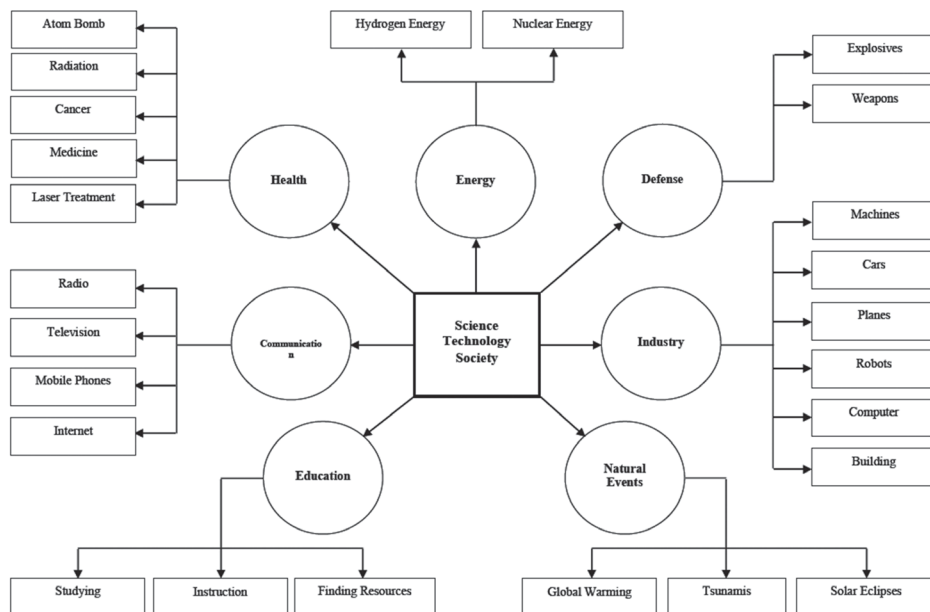 Atom Bomb
Radiation
Cancer
Medicine
Laser Treatment
Health
Hydrogen Energy
Nuclear Energy
Energy
Explosives
Weapons
Defense
Radio
Television
Mobile Phones
Internet
Communicatio
n
Science
Technology
Society
Industry
Machines
Cars
Planes
Robots
Computer
Building
Education
Studying
Instruction
Finding Resources
Natural
Events
Global Warming
Tsunamis
Solar Eclipses